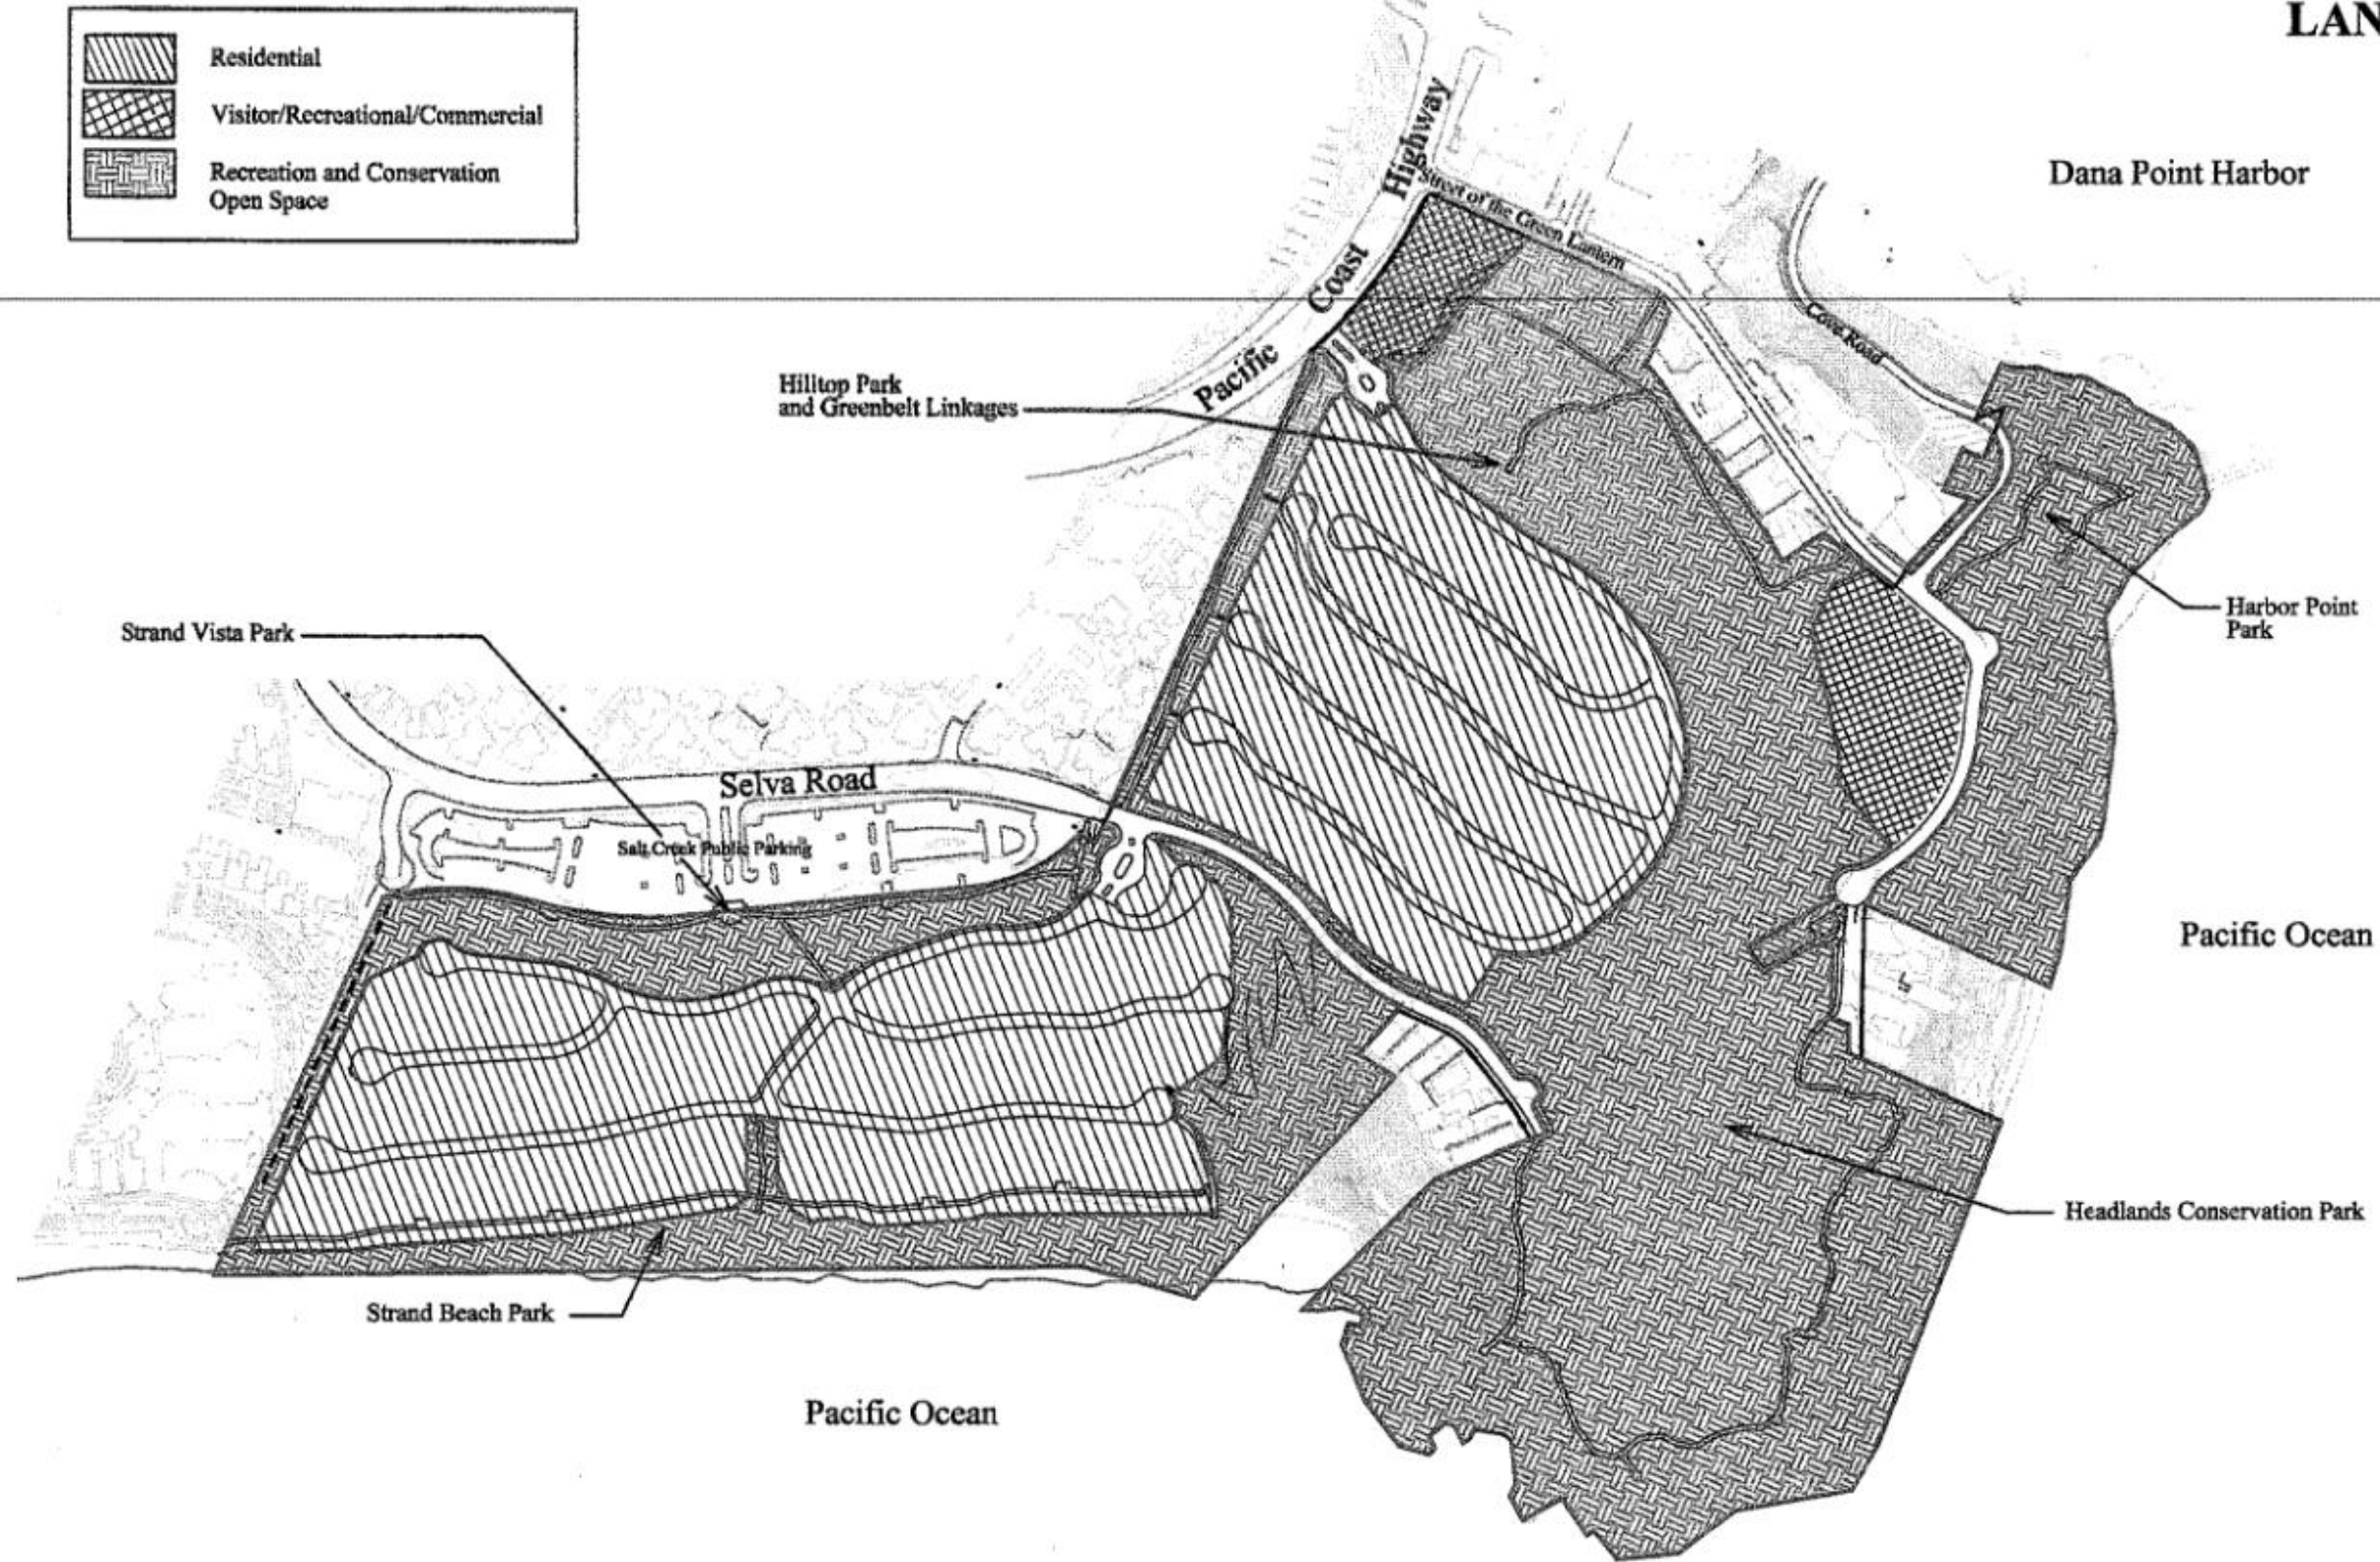 LAN
Residential
Visitor/Recreational/Commercial
Recreation and Conservation
Open Space
Dana Point Harbor
Pacific Coast Highway
Street of the Green Lantern
Cove Road
Hilltop Park
and Greenbelt Linkages
Harbor Point
Park
Strand Vista Park
Selva Road
Salt Creek Public Parking
Pacific Ocean
Headlands Conservation Park
Strand Beach Park
Pacific Ocean